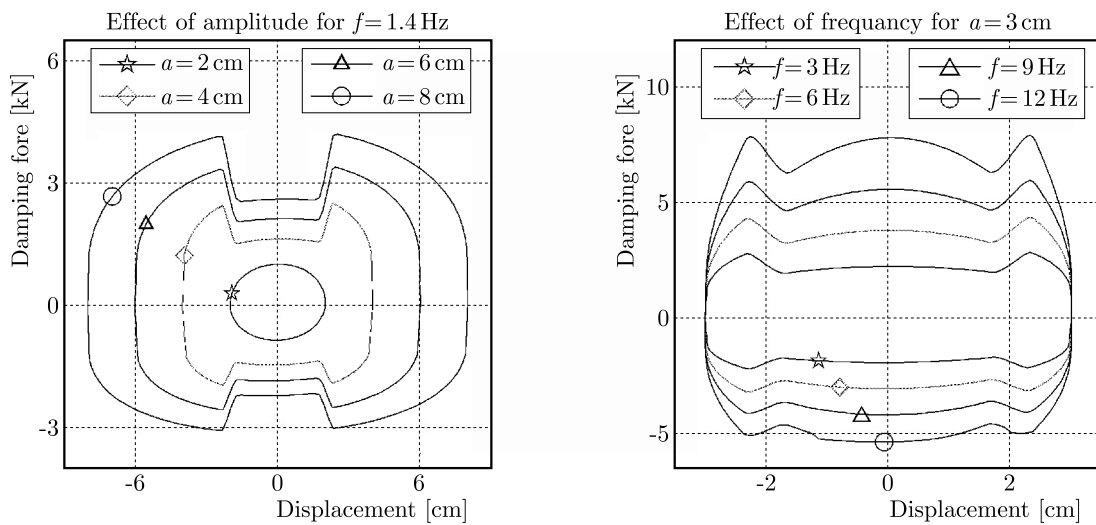 Effect of amplitude for f=1.4 Hz
a=2 cm
a=6 cm
a=4 cm
a=8 cm
6
3
0
-3
Damping fore [kN]
-6
0
6
Displacement [cm]
Effect of frequancy for a=3 cm
f=3 Hz
f=9 Hz
f=6 Hz
f=12 Hz
10
5
0
-5
Damping fore [kN]
-2
0
2
Displacement [cm]